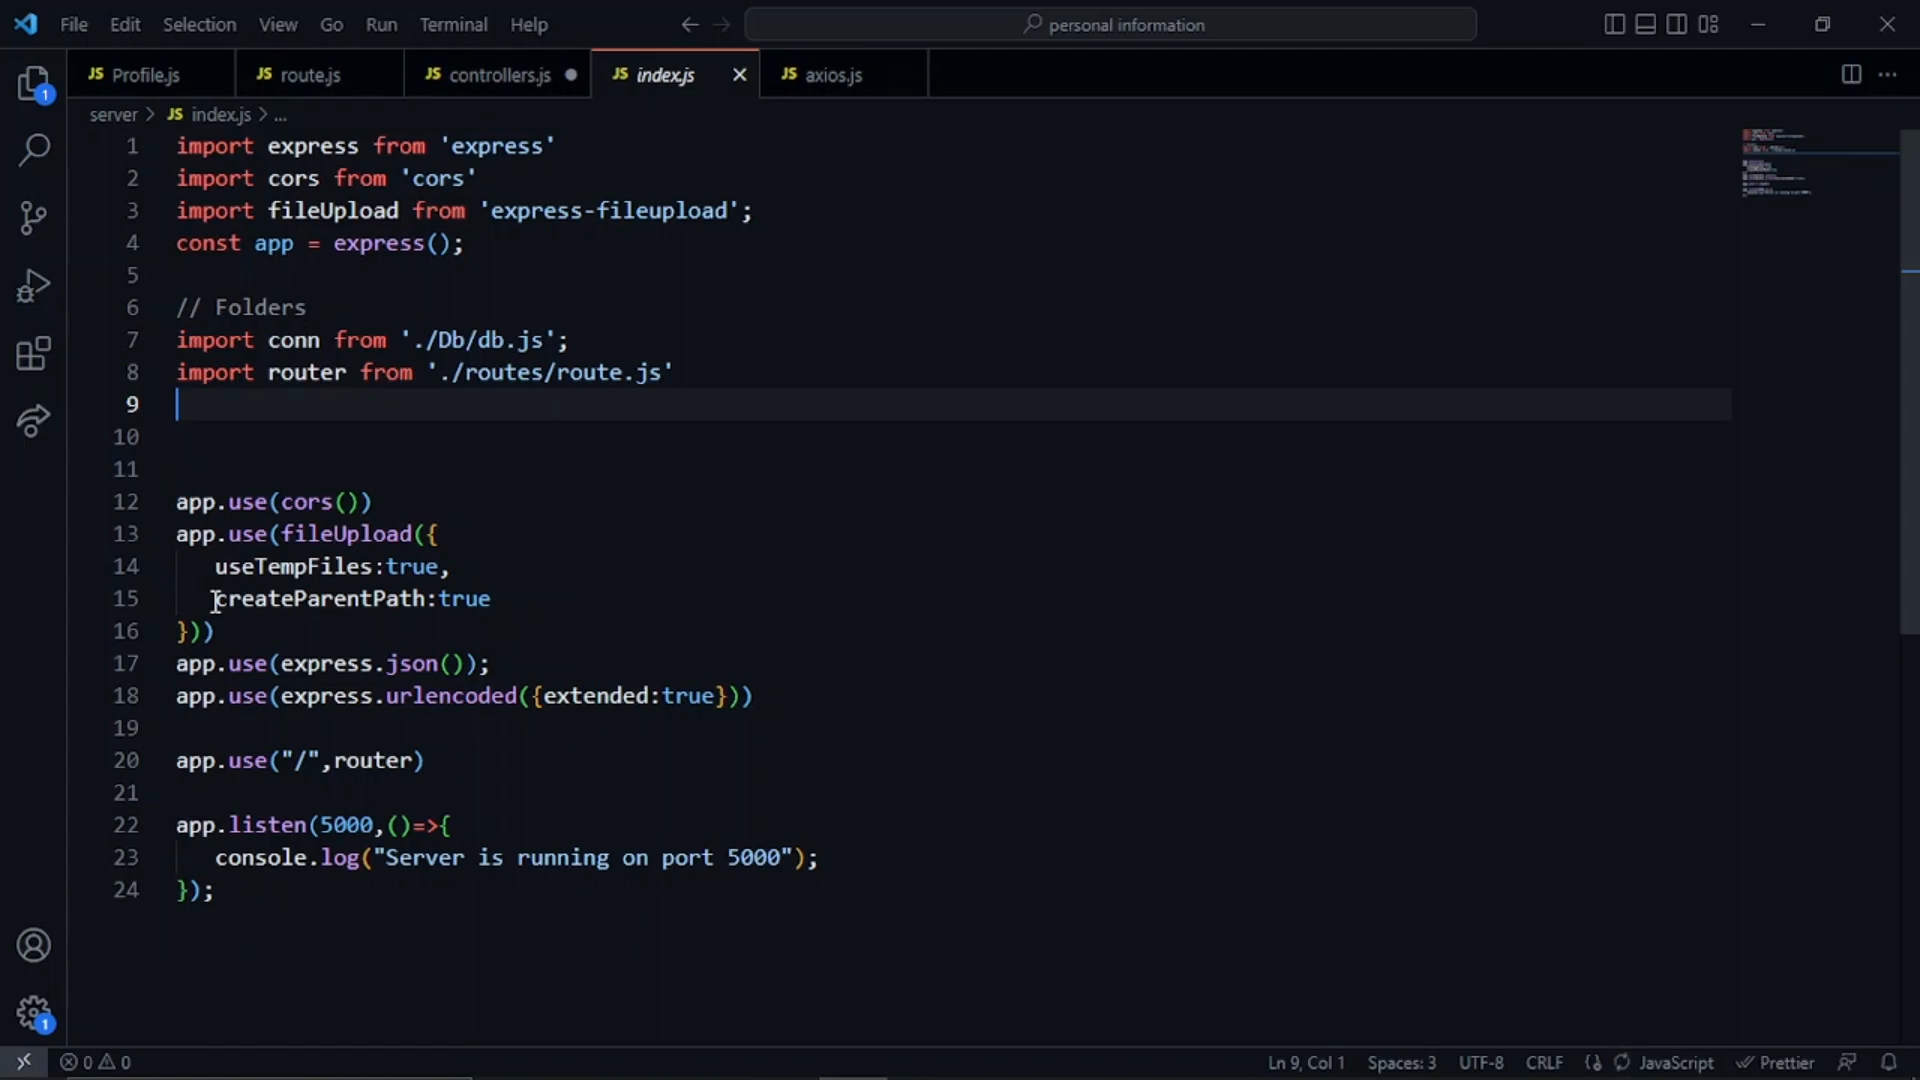 File Edit Selection View Go Run Terminal Help personal information
JS Profile.js JS route.js JS controllers.js JS index.js JS axios.js
server > JS index.js > ...
1 import express from 'express'
2 import cors from 'cors'
3 import fileUpload from 'express-fileupload';
4 const app = express();
5
6 // Folders
7 import conn from './Db/db.js';
8 import router from './routes/route.js'
9
10
11
12 app.use(cors())
13 app.use(fileUpload({
14 useTempFiles:true,
15 createParentPath:true
16 }))
17 app.use(express.json());
18 app.use(express.urlencoded({extended:true}))
19
20 app.use("/",router)
21
22 app.listen(5000,()=>{
23 console.log("Server is running on port 5000");
24 });
1
1
0 0 Ln 9, Col 1 Spaces: 3 UTF-8 CRLF JavaScript Prettier